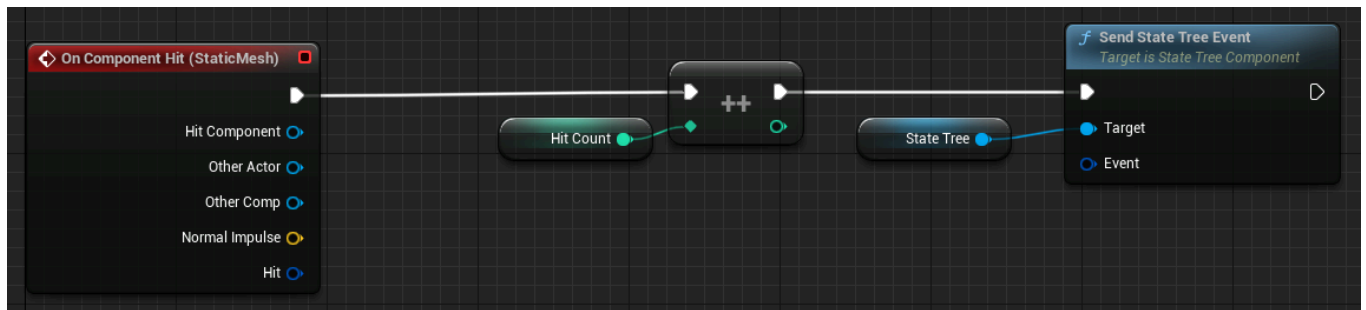 On Component Hit (StaticMesh)
Hit Component
Other Actor
Other Comp
Normal Impulse
Hit
Hit Count
++
State Tree
f Send State Tree Event
Target is State Tree Component
Target
Event